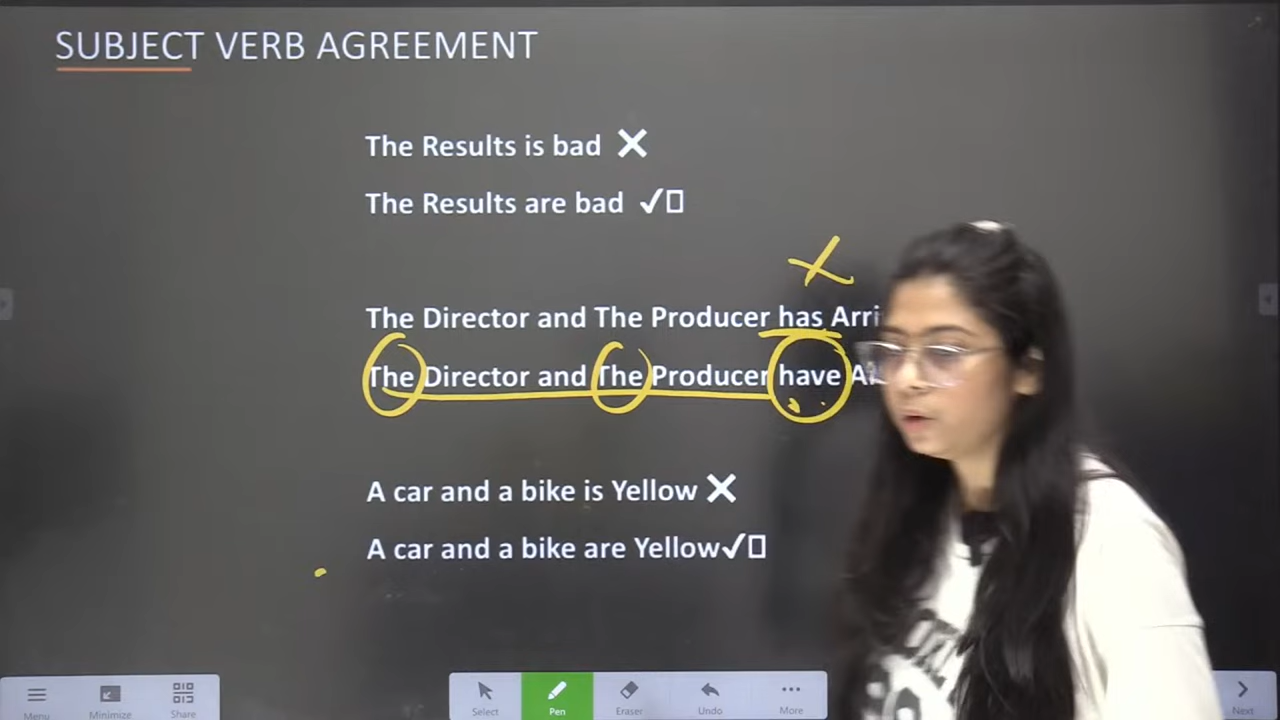 SUBJECT VERB AGREEMENT
The Results is bad ❌
The Results are bad ✓▯
The Director and The Producer has Arri
The Director and The Producer have
A car and a bike is Yellow ❌
A car and a bike are Yellow✓▯
Menu
Minimize
Share
Select
Pen
Eraser
Undo
More
Next